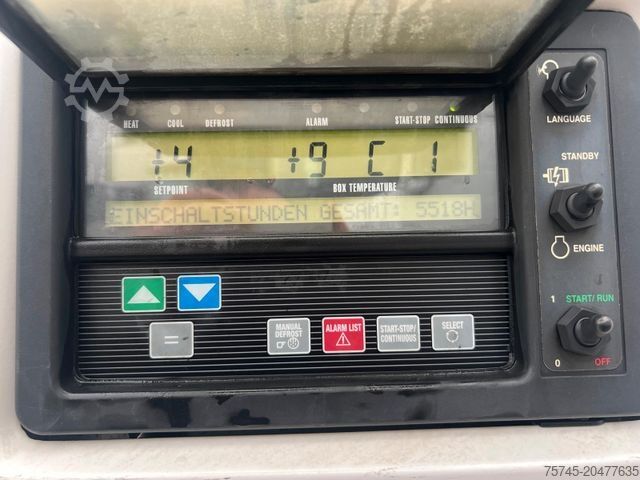 HEAT COOL DEFROST ALARM START-STOP CONTINUOUS
+4 +9 C 1
SETPOINT BOX TEMPERATURE
EINSCHALTSTUNDEN GESAMT: 5518H
MANUAL DEFROST
ALARM LIST
START-STOP/ CONTINUOUS
SELECT
=
LANGUAGE
STANDBY
ENGINE
1 START/RUN
0 OFF
75745-20477635